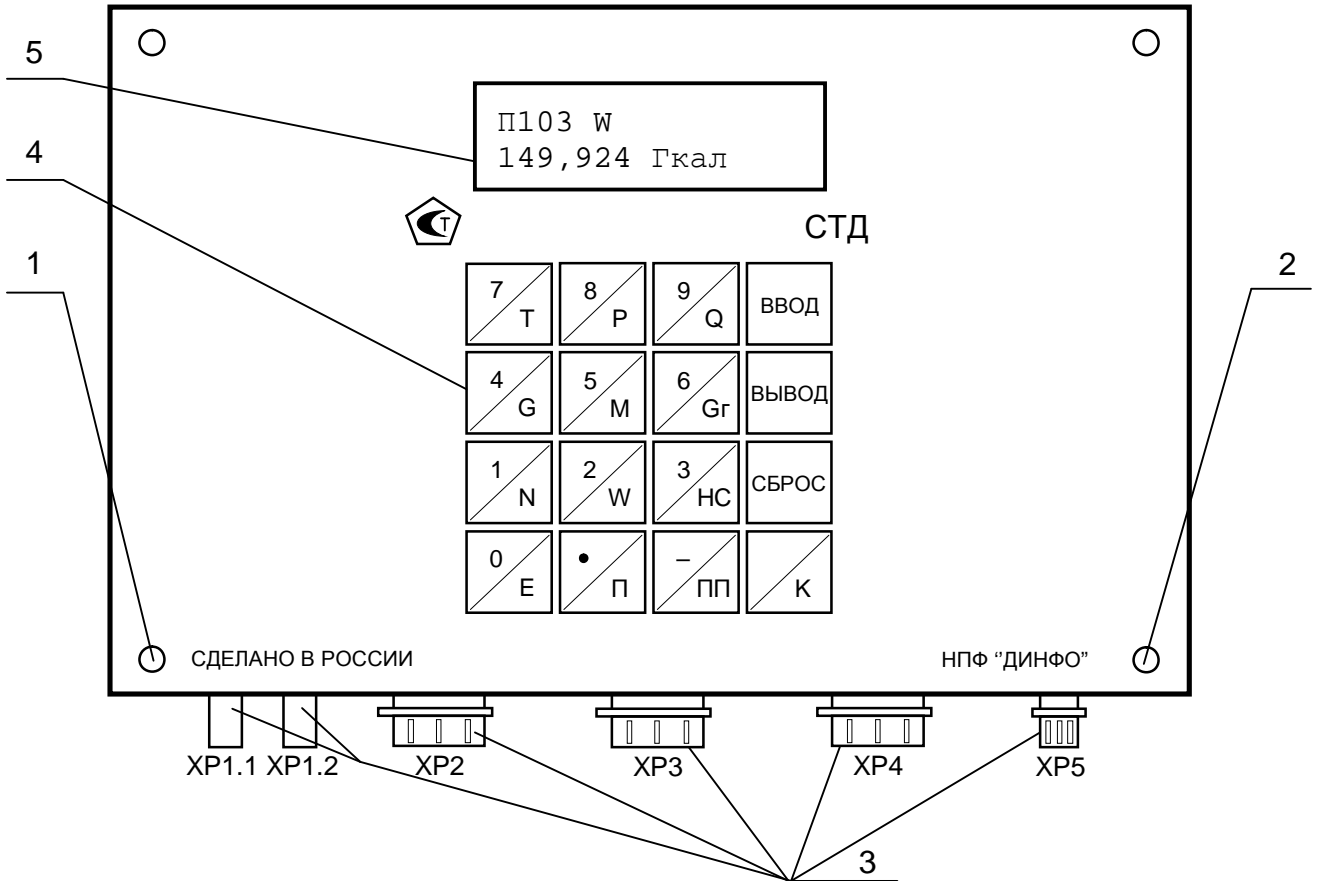 5
П103 W
149,924 Гкал
4
Т
СТД
1
2
7 T 8 P 9 Q ВВОД
4 G 5 M 6 Gг ВЫВОД
1 N 2 W 3 НС СБРОС
0 E • П – ПП К
СДЕЛАНО В РОССИИ
НПФ "ДИНФО"
XP1.1 XP1.2 XP2 XP3 XP4 XP5
3